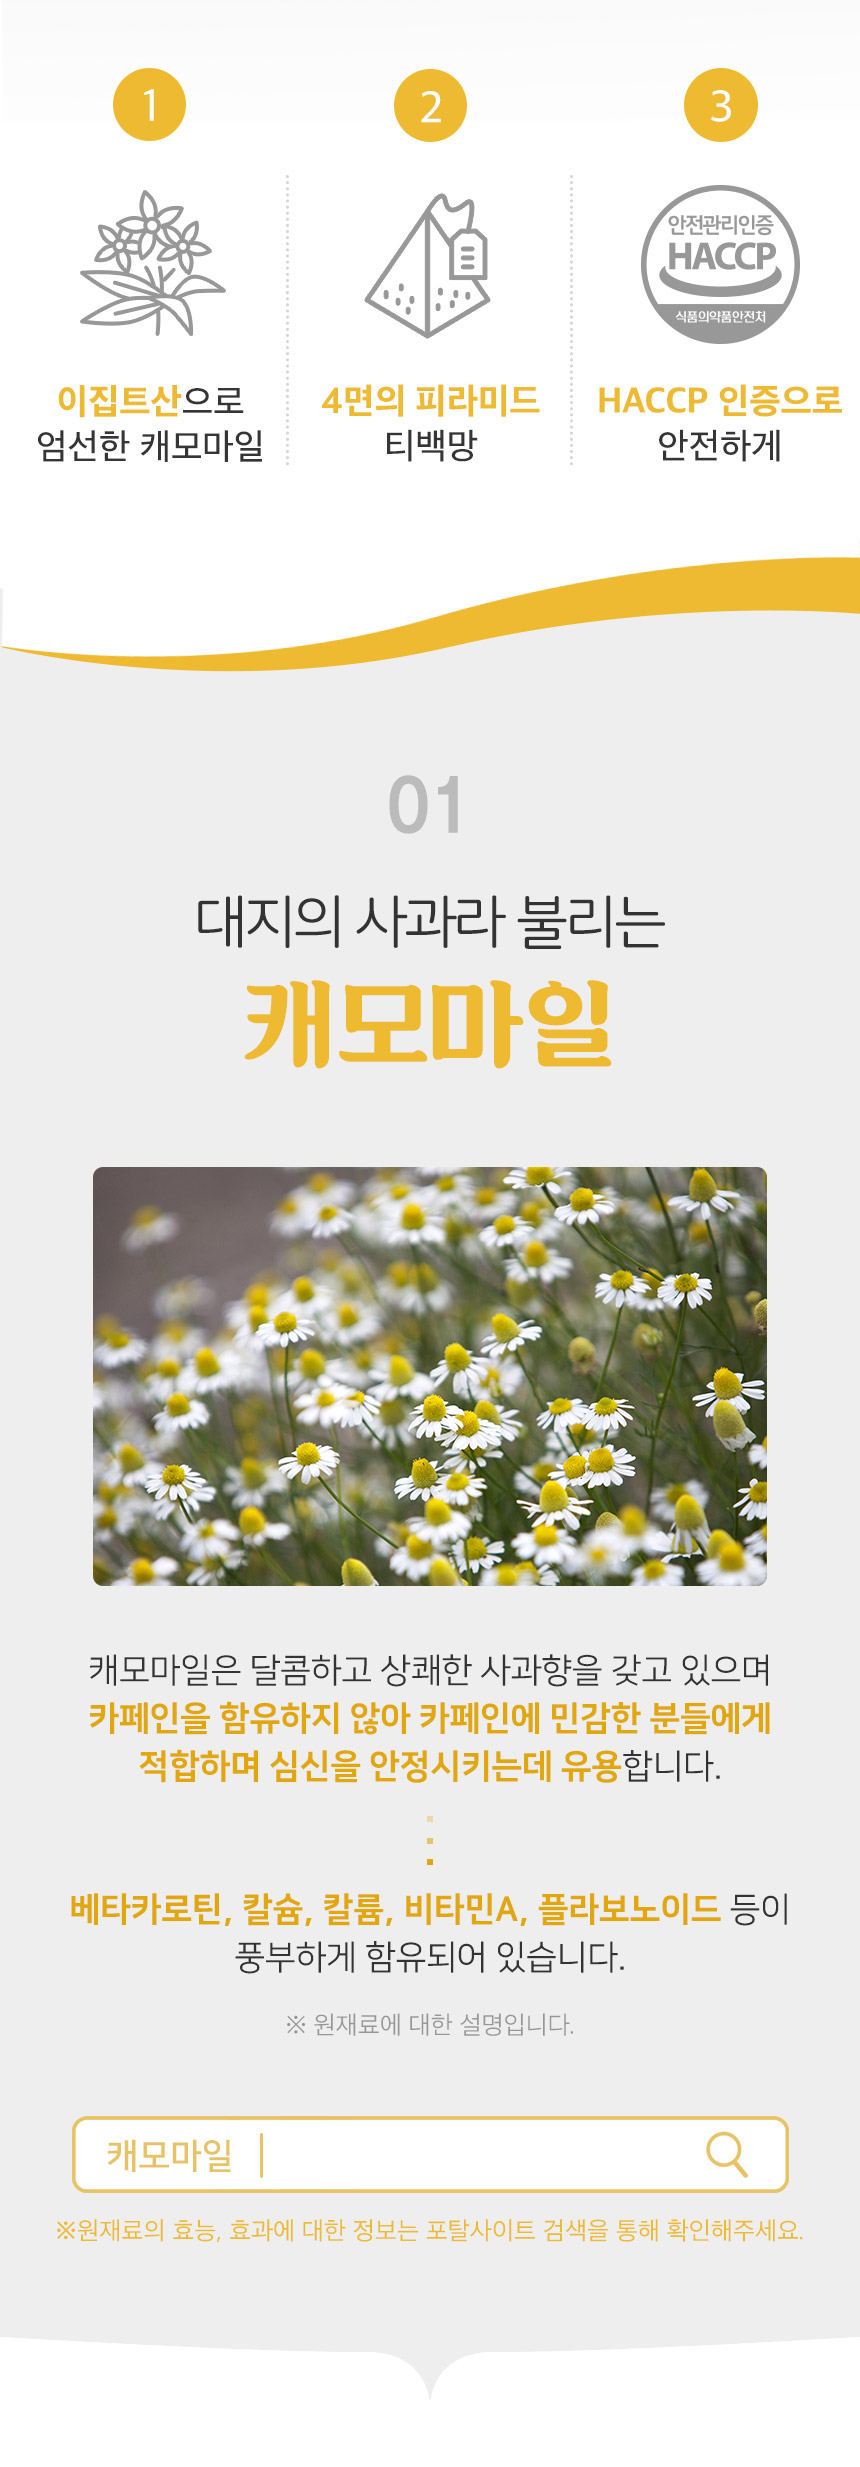 1
이집트산으로
엄선한 캐모마일
2
4면의 피라미드
티백망
3
안전관리인증
HACCP
식품의약품안전처
HACCP 인증으로
안전하게
01
대지의 사과라 불리는
캐모마일
캐모마일은 달콤하고 상쾌한 사과향을 갖고 있으며
카페인을 함유하지 않아 카페인에 민감한 분들에게
적합하며 심신을 안정시키는데 유용합니다.
베타카로틴, 칼슘, 칼륨, 비타민A, 플라보노이드 등이
풍부하게 함유되어 있습니다.
※ 원재료에 대한 설명입니다.
캐모마일
※원재료의 효능, 효과에 대한 정보는 포탈사이트 검색을 통해 확인해주세요.